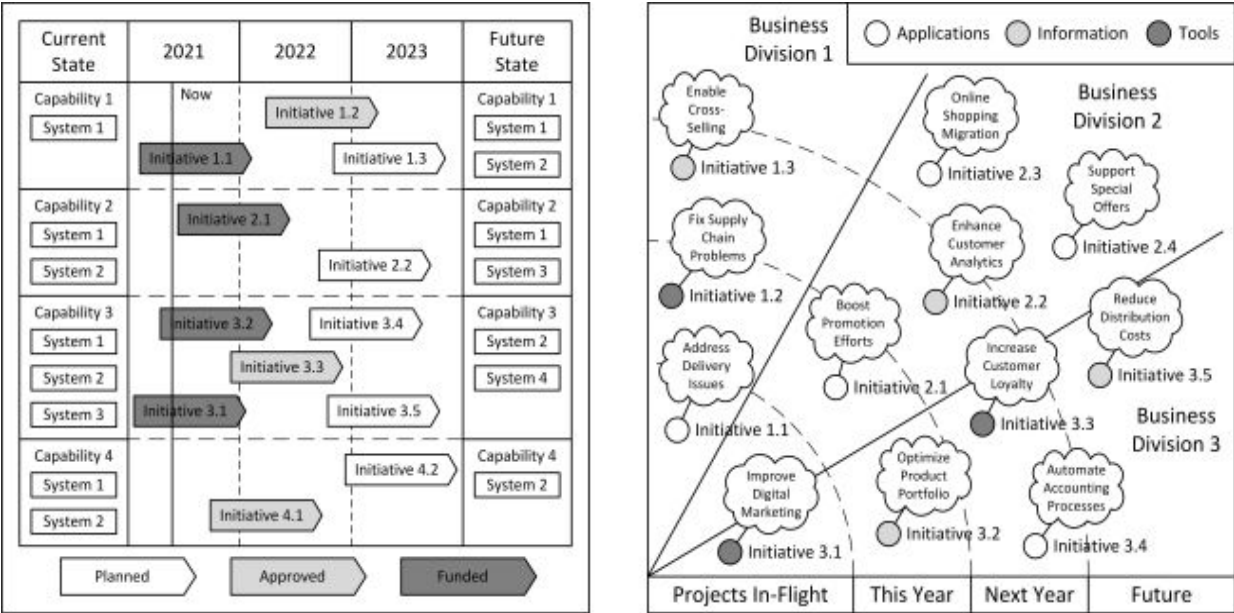 Current
State
2021
2022
2023
Future
State
Now
Capability 1
System 1
Initiative 1.1
Initiative 1.2
Initiative 1.3
Capability 1
System 1
System 2
Capability 2
System 1
System 2
Initiative 2.1
Initiative 2.2
Capability 2
System 1
System 3
Capability 3
System 1
System 2
System 3
Initiative 3.2
Initiative 3.4
Initiative 3.3
Initiative 3.1
Initiative 3.5
Capability 3
System 2
System 4
Capability 4
System 1
System 2
Initiative 4.2
Initiative 4.1
Capability 4
System 2
Planned
Approved
Funded
Business
Division 1
Applications
Information
Tools
Enable
Cross-
Selling
Initiative 1.3
Fix Supply
Chain
Problems
Initiative 1.2
Address
Delivery
Issues
Initiative 1.1
Business
Division 2
Online
Shopping
Migration
Initiative 2.3
Support
Special
Offers
Initiative 2.4
Enhance
Customer
Analytics
Initiative 2.2
Boost
Promotion
Efforts
Initiative 2.1
Reduce
Distribution
Costs
Initiative 3.5
Increase
Customer
Loyalty
Initiative 3.3
Business
Division 3
Improve
Digital
Marketing
Initiative 3.1
Optimize
Product
Portfolio
Initiative 3.2
Automate
Accounting
Processes
Initiative 3.4
Projects In-Flight
This Year
Next Year
Future